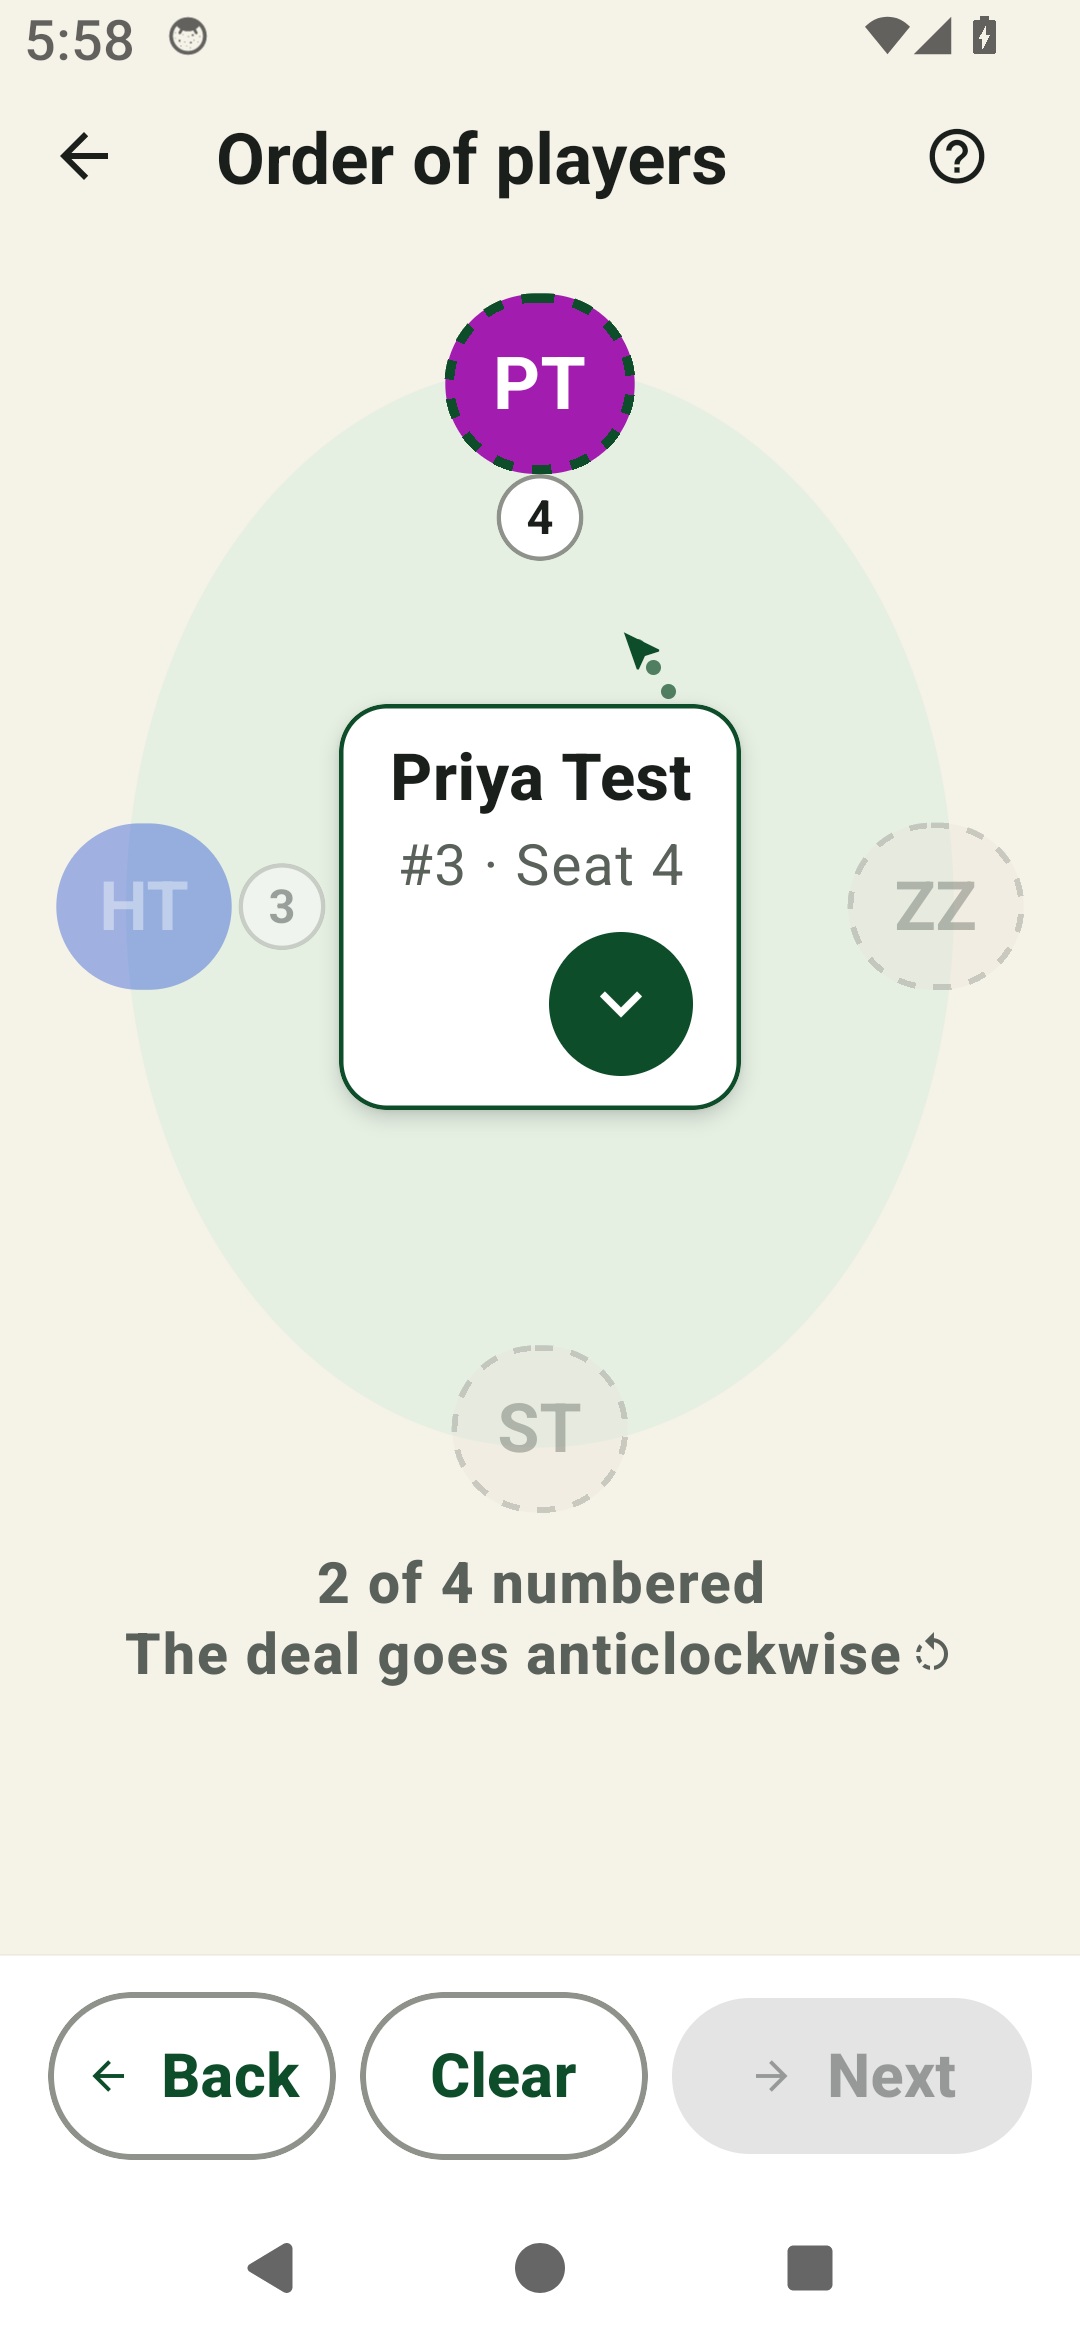 5:58
Order of players
PT
4
Priya Test
#3 · Seat 4
HT
3
ZZ
ST
2 of 4 numbered
The deal goes anticlockwise
Back
Clear
Next